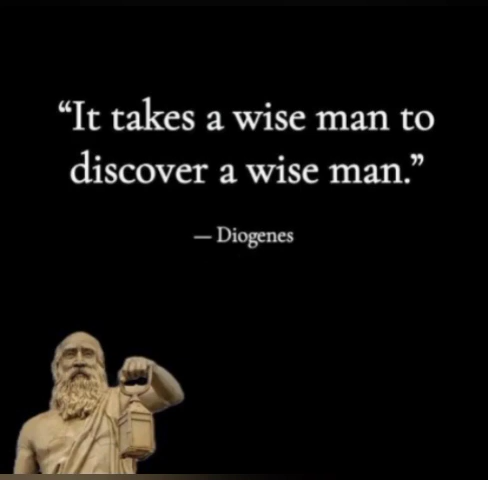 “It takes a wise man to
discover a wise man.”
— Diogenes